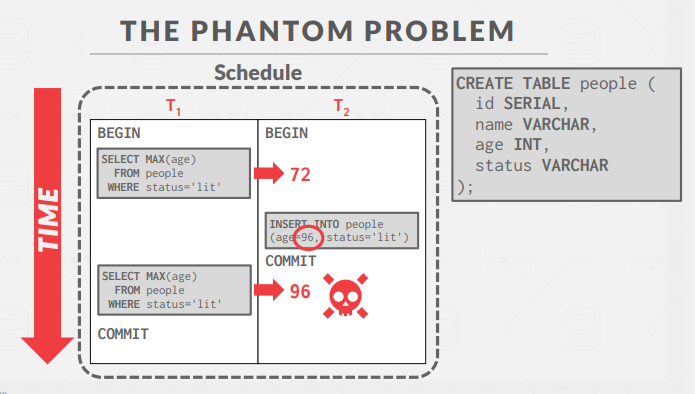 THE PHANTOM PROBLEM
Schedule
T1
T2
TIME
BEGIN
SELECT MAX(age)
FROM people
WHERE status='lit'
BEGIN
72
INSERT INTO people
(age=96, status='lit')
COMMIT
SELECT MAX(age)
FROM people
WHERE status='lit'
96
COMMIT
CREATE TABLE people (
id SERIAL,
name VARCHAR,
age INT,
status VARCHAR
);